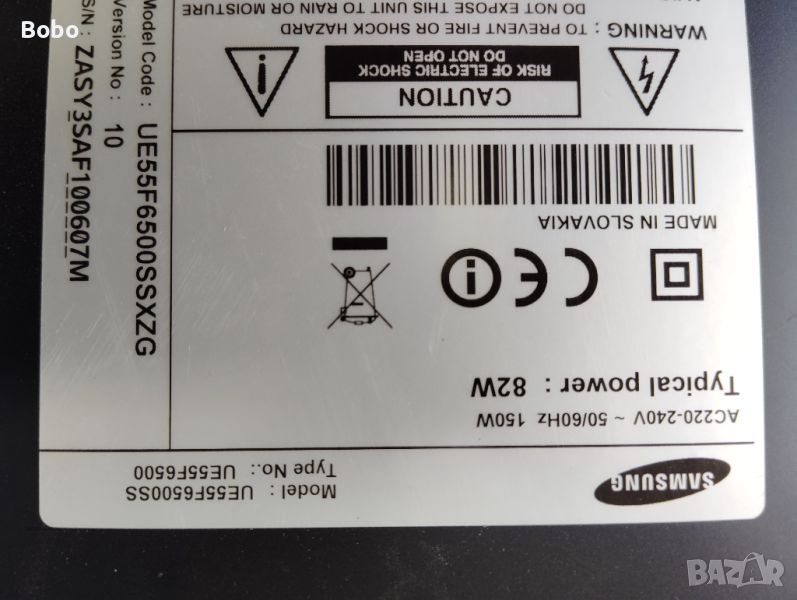 Bobo
SAMSUNG
Model : UE55F6500SS
Type No.: UE55F6500
AC220-240V ~ 50/60Hz 150W
Typical power : 82W
MADE IN SLOVAKIA
CAUTION
RISK OF ELECTRIC SHOCK
DO NOT OPEN
WARNING : TO PREVENT FIRE OR SHOCK HAZARD
DO NOT EXPOSE THIS UNIT TO RAIN OR MOISTURE
Model Code : UE55F6500SSXZG
Version No : 10
S/N : ZASY3SAF100607M
BAZAR